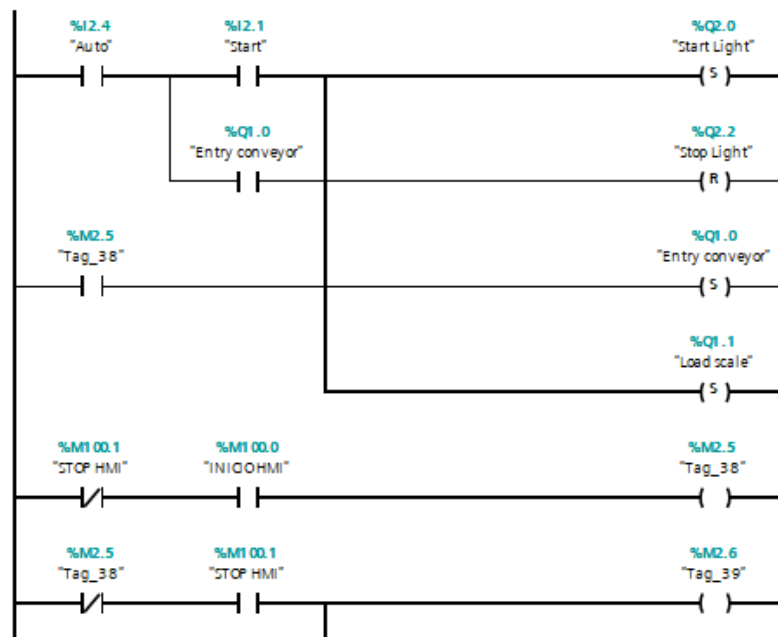 %I2.4 %I2.1 %Q2.0
"Auto" "Start" "Start Light"
S
%Q1.0 %Q2.2
"Entry conveyor" "Stop Light"
R
%M2.5 %Q1.0
"Tag_38" "Entry conveyor"
S
%Q1.1
"Load scale"
S
%M100.1 %M100.0 %M2.5
"STOP HMI" "INICIO HMI" "Tag_38"
%M2.5 %M100.1 %M2.6
"Tag_38" "STOP HMI" "Tag_39"